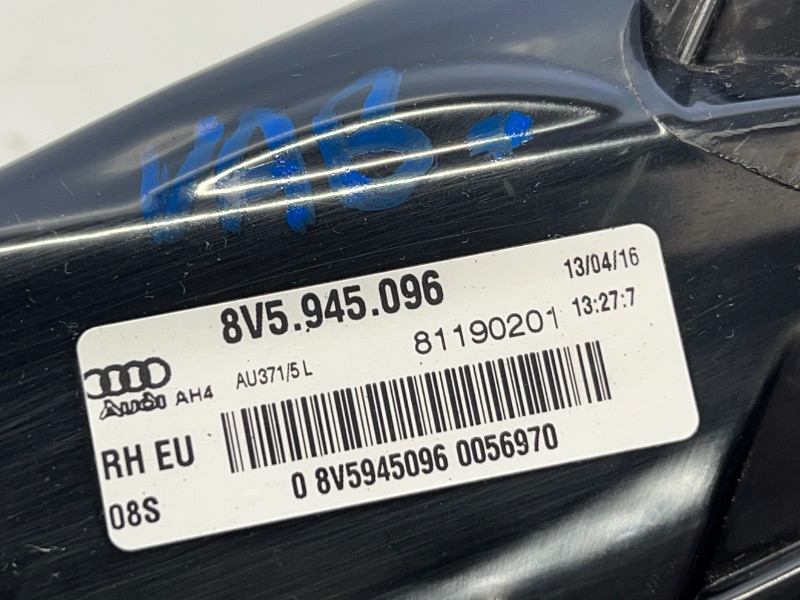 VAB.
8V5.945.096
13/04/16
81190201
13:27:7
Audi
AH4
AU371/5 L
RH EU
0 8V5945096 0056970
08S